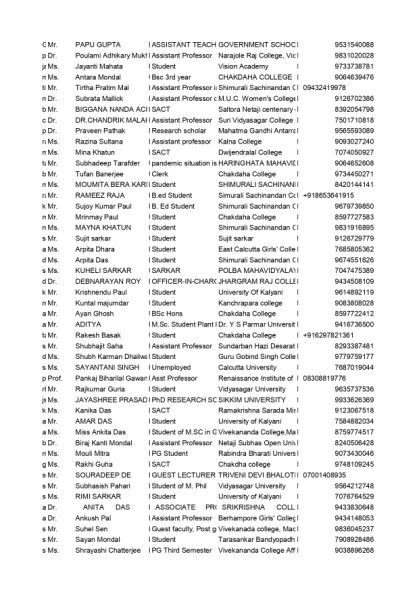 Mr. PAPU GUPTA ASSISTANT TEACH GOVERNMENT SCHOO 9531540088
Dr. Poulami Adhikary Muk Assistant Professor Narajole Raj College, Vi 9831020028
Ms. Jayanti Mahata Student Vision Academy 9733738781
Ms. Antara Mondal Bsc 3rd year CHAKDAHA COLLEGE 9064639476
Mr. Tirtha Pratim Mal Assistant Professor i Shimurali Sachinandan C 09432419978
Dr. Subrata Mallick Assistant Professor o M.U.C. Women's College 9126702386
Mr. BIGGANA NANDA AC SACT Saltora Netaji centenary 8392054798
Dr. DR.CHANDRIK MALA Assistant Professor Suri Vidyasagar College 7501710818
Dr. Praveen Pathak Research scholar Mahatma Gandhi Antarra 9565593089
Ms. Razina Sultana Assistant professor Kalna College 9093027240
Ms. Mina Khatun SACT Dwijendralal College 7074050927
Mr. Subhadeep Tarafder pandemic situation is HARINGHATA MAHAVI 9064652608
Mr. Tufan Banerjee Clerk Chakdaha College 9734450271
Ms. MOUMITA BERA KAR Student SHIMURALI SACHINAN 8420144141
Mr. RAMEEZ RAJA B.ed Student Simurali Sachinandan Co +918653641915
Mr. Sujoy Kumar Paul B. Ed Student Shimurali Sachinandan C 9679739850
Mr. Mrinmay Paul Student Chakdaha College 8597727583
Ms. MAYNA KHATUN Student Shimurali Sachinandan C 9831916895
Mr. Sujit sarkar Student Sujit sarkar 9126729779
Ms. Arpita Dhara Student East Calcutta Girls' Colle 7685805362
Ms. Arpita Das Student Shimurali Sachinandan C 9674551626
Ms. KUHELI SARKAR SARKAR POLBA MAHAVIDYALAY 7047475389
Dr. DEBNARAYAN ROY OFFICER-IN-CHARG JHARGRAM RAJ COLLE 9434508109
Mr. Krishnendu Paul Student University Of Kalyani 9614892119
Mr. Kuntal majumdar Student Kanchrapara college 9083808028
Mr. Ayan Ghosh BSc Hons Chakdaha College 8597722412
Mr. ADITYA M.Sc. Student Plant Dr. Y S Parmar Universit 9416736500
Mr. Rakesh Basak Student Chakdaha College +916297821361
Mr. Shubhajit Saha Assistant Professor Sundarban Hazi Desarat 8293387481
Ms. Shubh Karman Dhaliw Student Guru Gobind Singh Colle 9779759177
Ms. SAYANTANI SINGH Unemployed Calcutta University 7687019044
Prof. Pankaj Biharilal Gawan Asst Professor Renaissance Institute of 08308819776
Mr. Rajkumar Guria Student Vidyasagar University 9635737536
Ms. JAYASHREE PRASAD PhD RESEARCH SC SIKKIM UNIVERSITY 9933626369
Ms. Kanika Das SACT Ramakrishna Sarada Mis 9123067518
Mr. AMAR DAS Student University of Kalyani 7584882034
Ms. Miss Ankita Das Student of M.SC in G Vivekananda College,Ma 8759774517
Dr. Biraj Kanti Mondal Assistant Professor Netaji Subhas Open Uni 8240506428
Ms. Mouli Mitra PG Student Rabindra Bharati Univers 9073430046
Ms. Rakhi Guha SACT Chakdha college 9748109245
Mr. SOURADEEP DE GUEST LECTURER TRIVENI DEVI BHALOTI 07001408935
Mr. Subhasish Pahari Student of M. Phil Vidyasagar University 9564212748
Ms. RIMI SARKAR Student University of Kalyani 7076764529
Dr. ANITA DAS ASSOCIATE PR SRIKRISHNA COLL 9433830648
Dr. Ankush Pal Assistant Professor Berhampore Girls' Colleg 9434148053
Mr. Suhel Sen Guest faculty, Post g Vivekananda college, Mad 9836045237
Mr. Sayan Mondal Student Tarasankar Bandyopadh 7908928486
Ms. Shrayashi Chatterjee PG Third Semester Vivekananda College Aff 9038896268